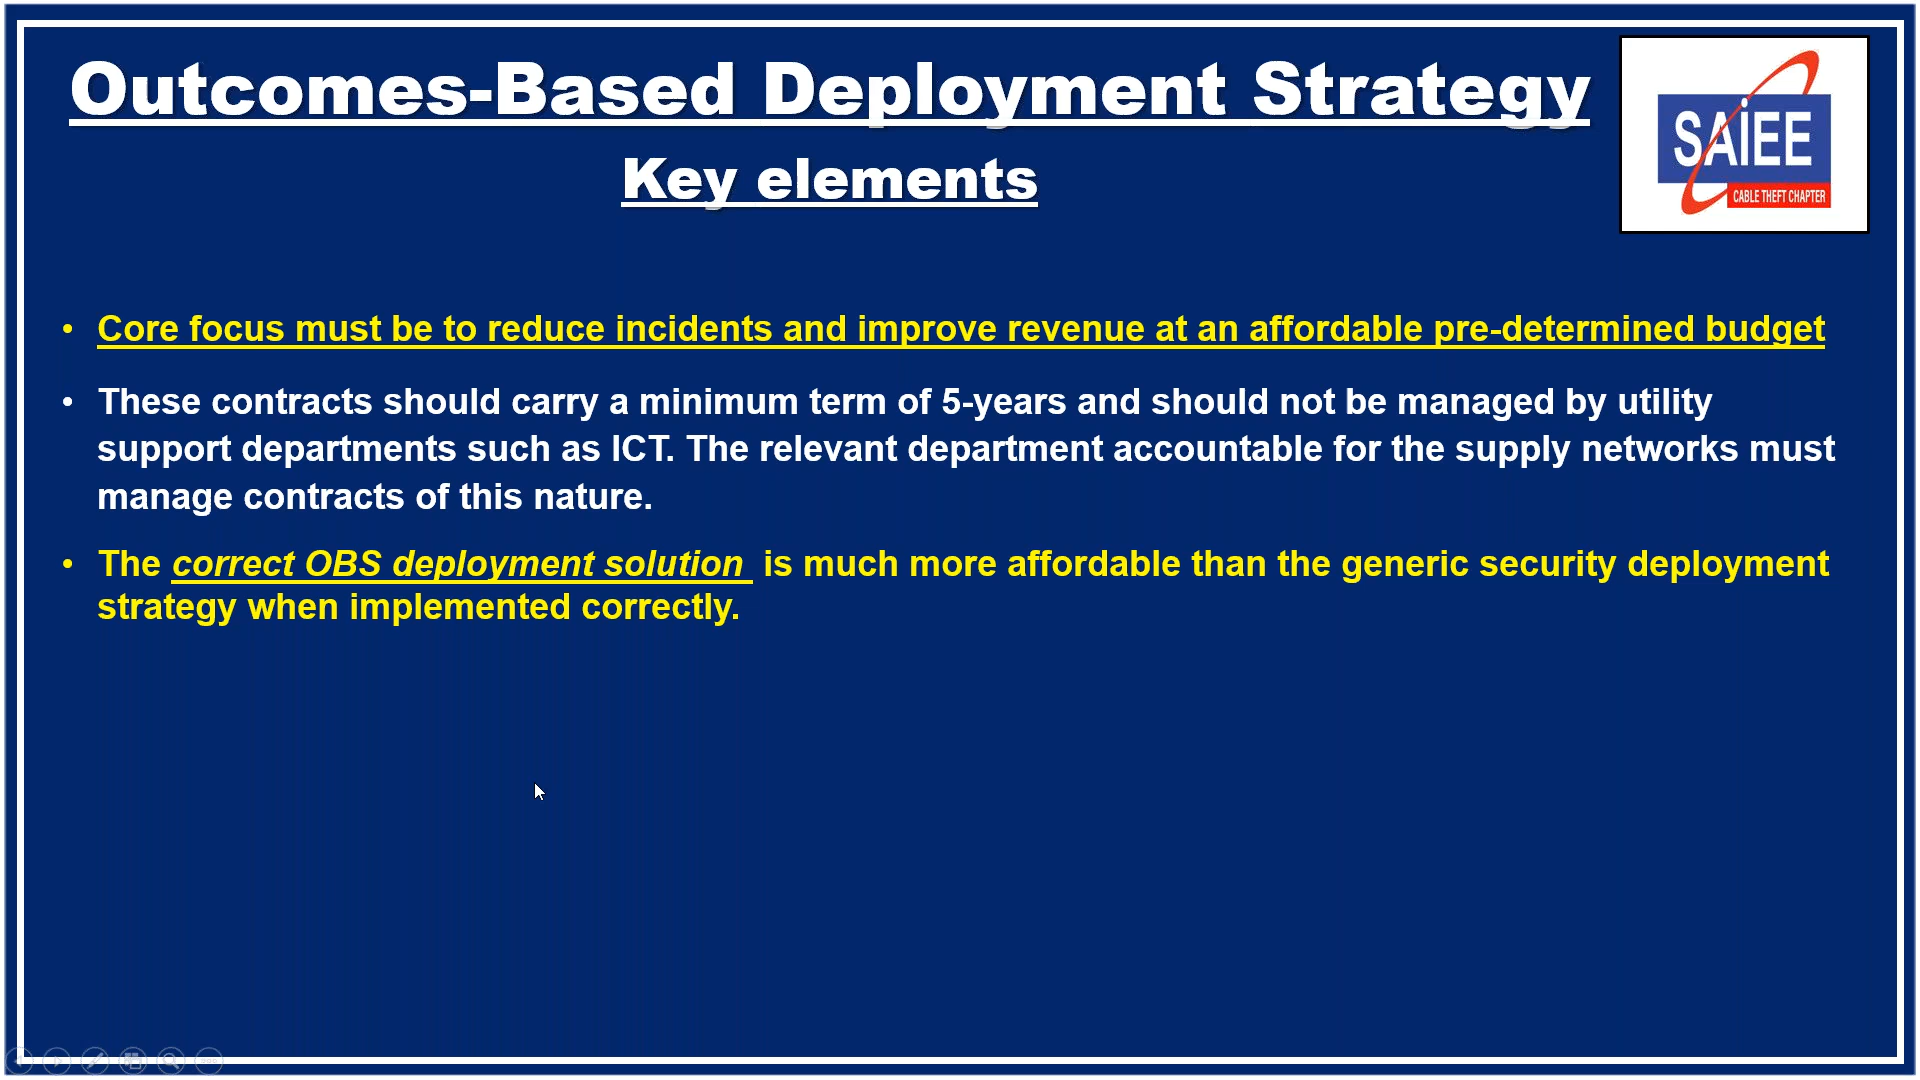 Outcomes-Based Deployment Strategy
Key elements
SAiEE
CABLE THEFT CHAPTER
• Core focus must be to reduce incidents and improve revenue at an affordable pre-determined budget
• These contracts should carry a minimum term of 5-years and should not be managed by utility
support departments such as ICT. The relevant department accountable for the supply networks must
manage contracts of this nature.
• The correct OBS deployment solution is much more affordable than the generic security deployment
strategy when implemented correctly.